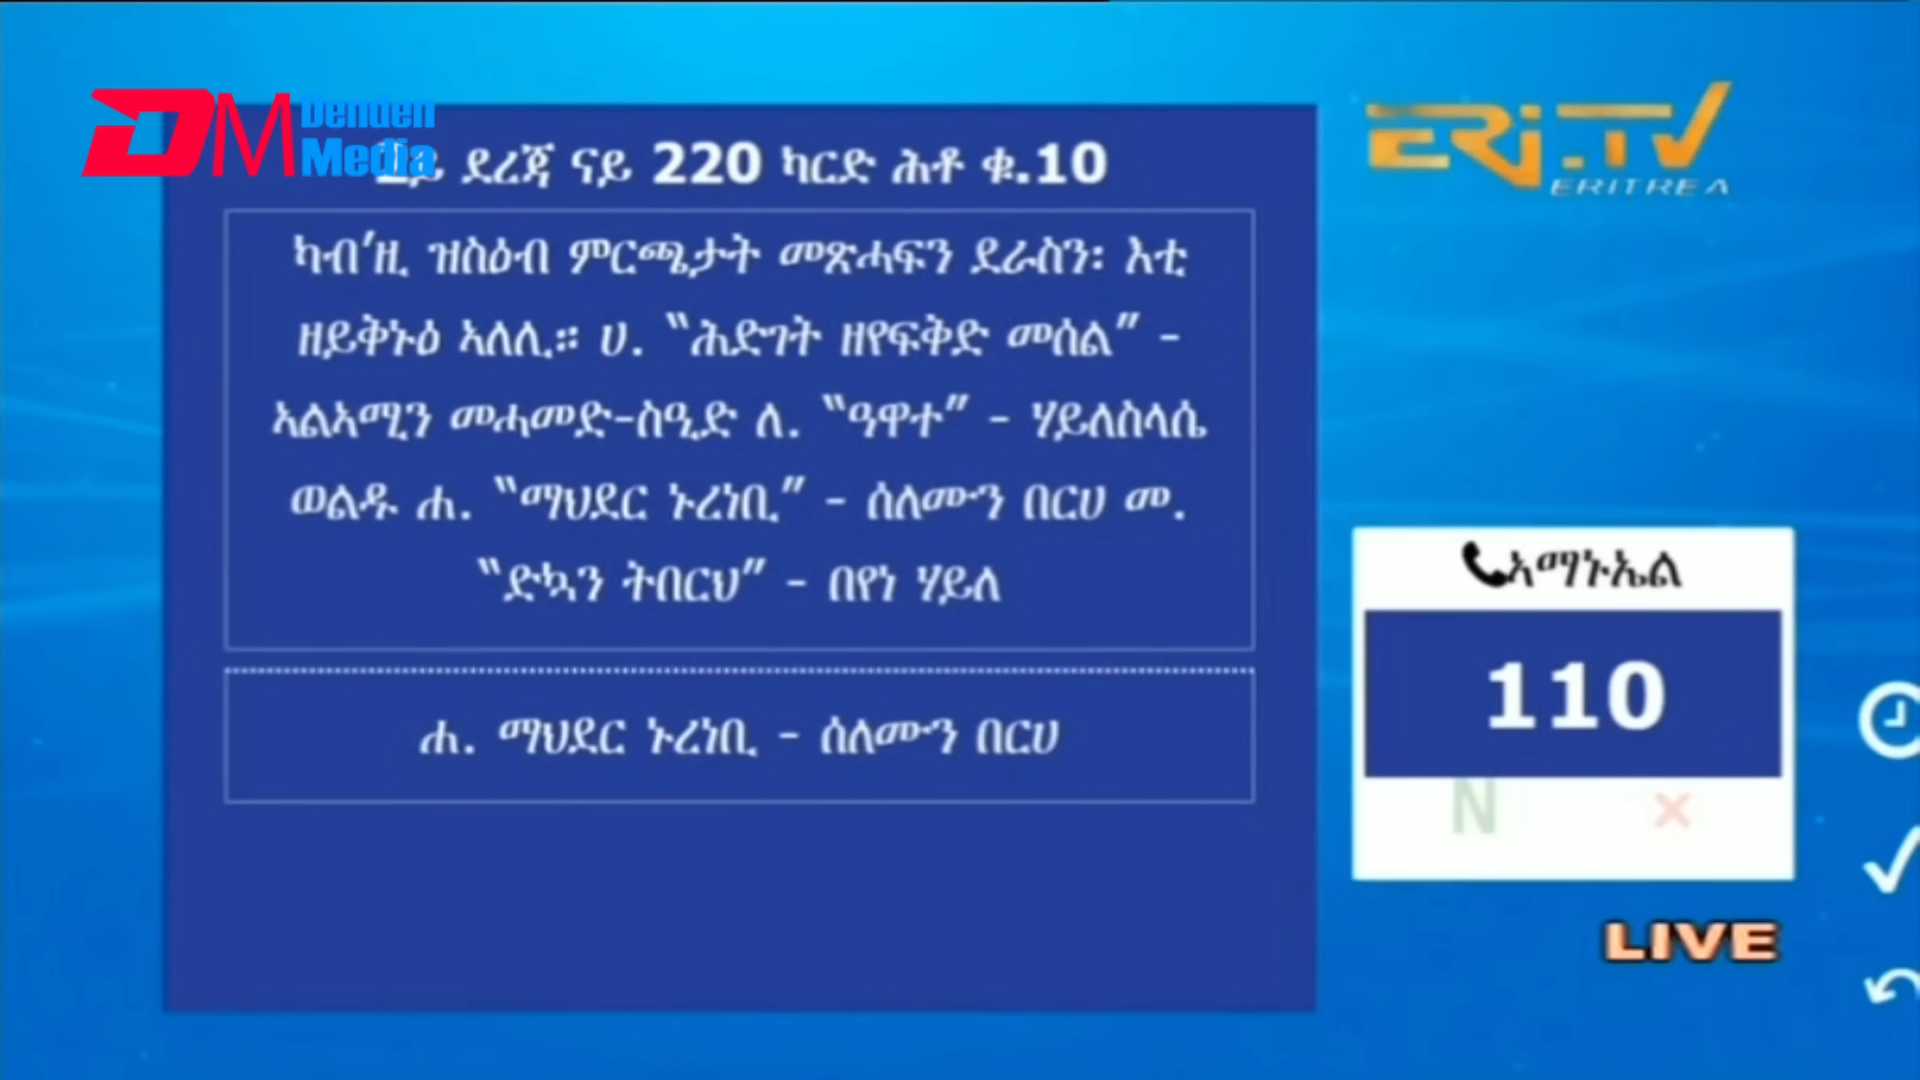 DM Denden
Media
ERi.TV
ERITREA
ደረጃ ናይ 220 ካርድ ሕቶ ቁ.10
ካብ'ዚ ዝስዕብ ምርጫታት መጽሓፍን ደራስን፡ እቲ
ዘይቅኑዕ ኣለሊ። ሀ. "ሕድገት ዘየፍቅድ መሰል" -
ኣልኣሚን መሓመድ-ስዒድ ለ. "ዓዋተ" - ሃይለስላሴ
ወልዱ ሐ. "ማህደር ኑረነቢ" - ሰለሙን በርሀ መ.
"ድኳን ትበርህ" - በየነ ሃይለ
ሐ. ማህደር ኑረነቢ - ሰለሙን በርሀ
ኣማኑኤል
110
N ×
LIVE